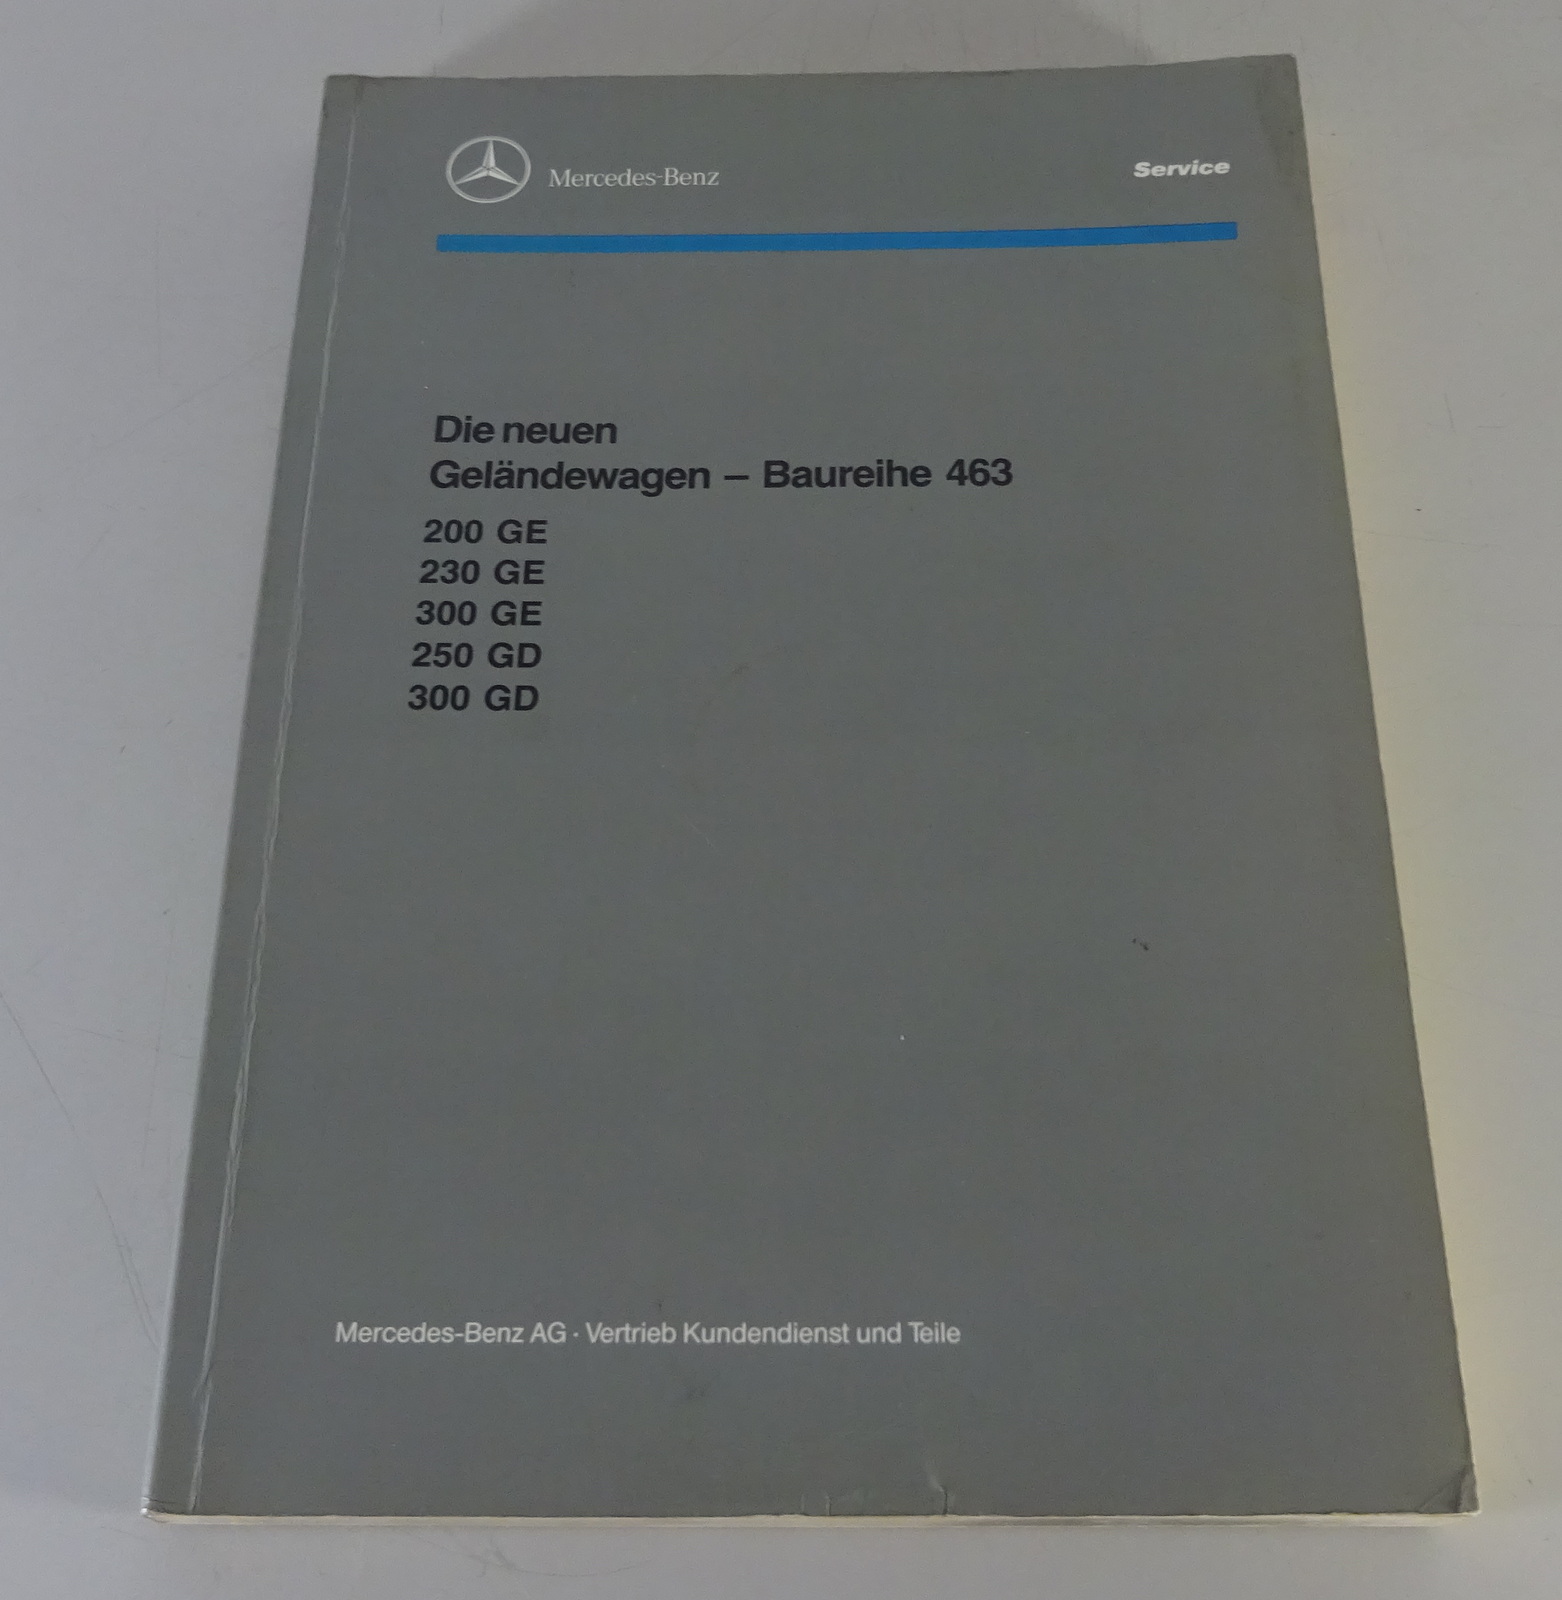 Mercedes-Benz
Service
Die neuen
Geländewagen – Baureihe 463
200 GE
230 GE
300 GE
250 GD
300 GD
Mercedes-Benz AG · Vertrieb Kundendienst und Teile